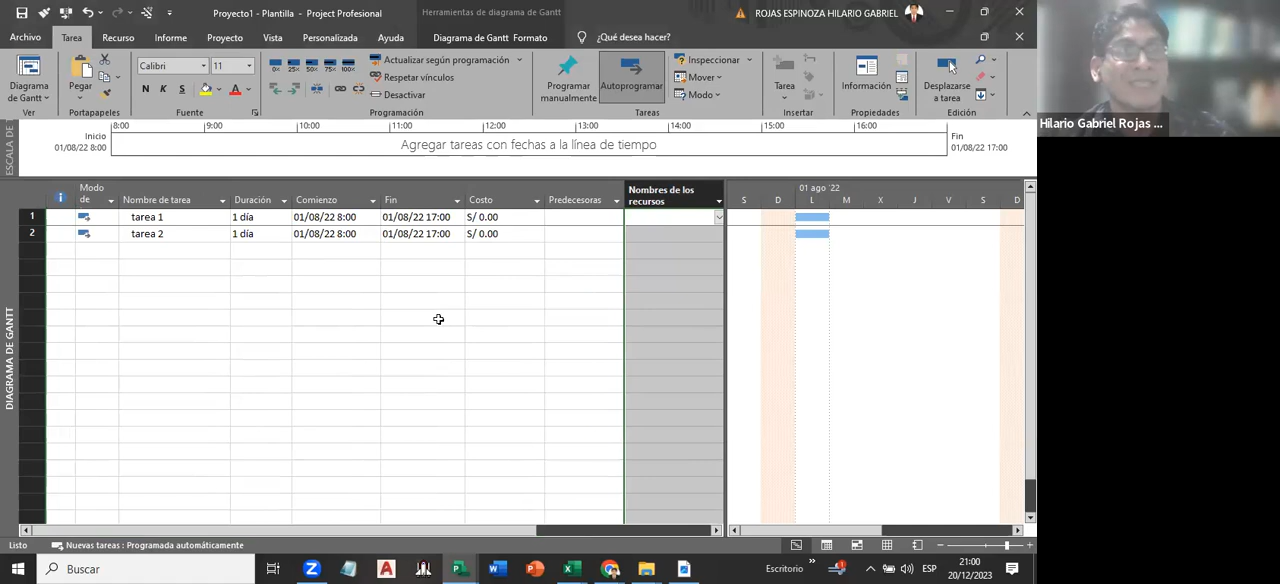 Proyecto1 - Plantilla - Project Profesional
Herramientas de diagrama de Gantt
ROJAS ESPINOZA HILARIO GABRIEL
Archivo Tarea Recurso Informe Proyecto Vista Personalizada Ayuda Diagrama de Gantt Formato ¿Qué desea hacer?
Diagrama de Gantt
Ver
Pegar
Portapapeles
Calibri 11
N K S A
Fuente
0% 25% 50% 75% 100%
Actualizar según programación
Respetar vínculos
Desactivar
Programación
Programar manualmente
Autoprogramar
Inspeccionar
Mover
Modo
Tareas
Tarea
Insertar
Información
Propiedades
Desplazarse a tarea
Edición
Hilario Gabriel Rojas ...
ESCALA DE T
Inicio
01/08/22 8:00
8:00 9:00 10:00 11:00 12:00 13:00 14:00 15:00 16:00
Agregar tareas con fechas a la línea de tiempo
Fin
01/08/22 17:00
DIAGRAMA DE GANTT
Modo de Nombre de tarea Duración Comienzo Fin Costo Predecesoras Nombres de los recursos
01 ago '22
S D L M X J V S D
1 tarea 1 1 día 01/08/22 8:00 01/08/22 17:00 S/ 0.00
2 tarea 2 1 día 01/08/22 8:00 01/08/22 17:00 S/ 0.00
Listo Nuevas tareas : Programada automáticamente
Buscar
Escritorio
ESP
21:00
20/12/2023